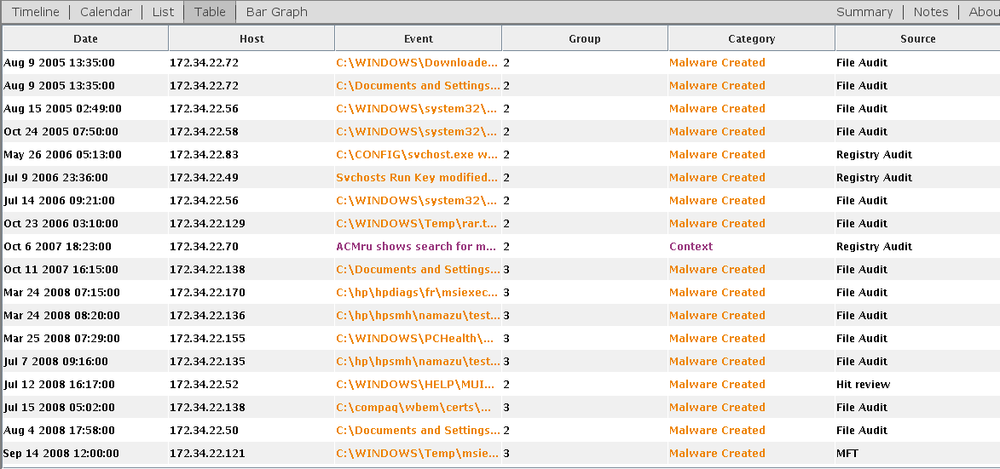 Timeline Calendar List Table Bar Graph Summary Notes Abou
Date Host Event Group Category Source
Aug 9 2005 13:35:00 172.34.22.72 C:\WINDOWS\Downloade... 2 Malware Created File Audit
Aug 9 2005 13:35:00 172.34.22.72 C:\Documents and Settings... 2 Malware Created File Audit
Aug 15 2005 02:49:00 172.34.22.56 C:\WINDOWS\system32\... 2 Malware Created File Audit
Oct 24 2005 07:50:00 172.34.22.58 C:\WINDOWS\system32\... 2 Malware Created File Audit
May 26 2006 05:13:00 172.34.22.83 C:\CONFIG\svchost.exe w... 2 Malware Created Registry Audit
Jul 9 2006 23:36:00 172.34.22.49 Svchosts Run Key modified... 2 Malware Created Registry Audit
Jul 14 2006 09:21:00 172.34.22.56 C:\WINDOWS\system32\... 2 Malware Created File Audit
Oct 23 2006 03:10:00 172.34.22.129 C:\WINDOWS\Temp\rar.t... 2 Malware Created File Audit
Oct 6 2007 18:23:00 172.34.22.70 ACMru shows search for m... 2 Context Registry Audit
Oct 11 2007 16:15:00 172.34.22.138 C:\Documents and Settings... 3 Malware Created File Audit
Mar 24 2008 07:15:00 172.34.22.170 C:\hp\hpdiags\fr\msiexec... 3 Malware Created File Audit
Mar 24 2008 08:20:00 172.34.22.136 C:\hp\hpsmh\namazu\test... 3 Malware Created File Audit
Mar 25 2008 07:29:00 172.34.22.155 C:\WINDOWS\PCHealth\... 3 Malware Created File Audit
Jul 7 2008 09:16:00 172.34.22.135 C:\hp\hpsmh\namazu\test... 3 Malware Created File Audit
Jul 12 2008 16:17:00 172.34.22.52 C:\WINDOWS\HELP\MUI... 2 Malware Created Hit review
Jul 15 2008 05:02:00 172.34.22.138 C:\compaq\wbem\certs\... 3 Malware Created File Audit
Aug 4 2008 17:58:00 172.34.22.50 C:\Documents and Settings... 2 Malware Created File Audit
Sep 14 2008 12:00:00 172.34.22.121 C:\WINDOWS\Temp\msie... 3 Malware Created MFT